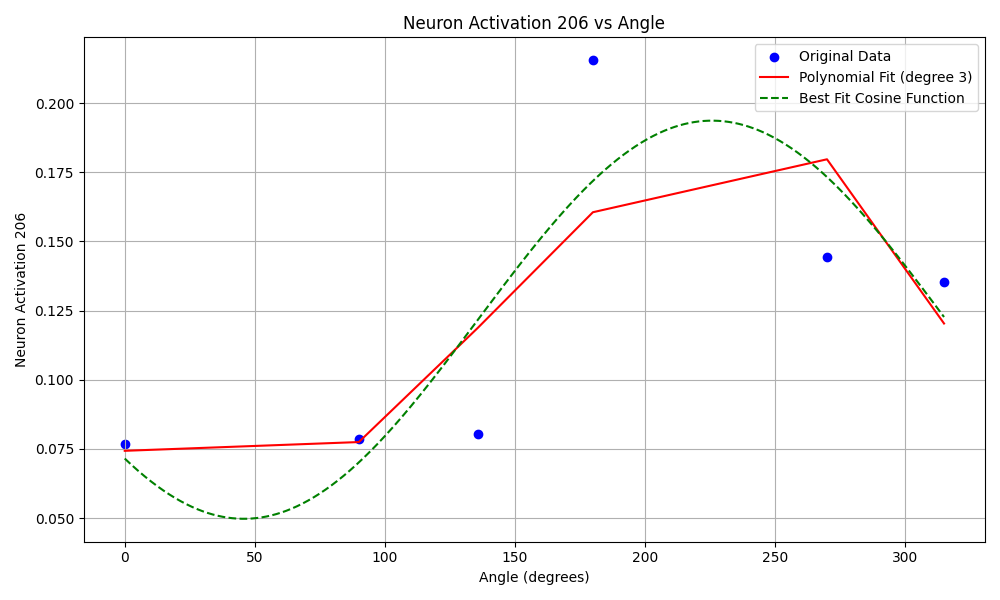 Neuron Activation 206 vs Angle
Original Data
Polynomial Fit (degree 3)
Best Fit Cosine Function
Neuron Activation 206
0.200
0.175
0.150
0.125
0.100
0.075
0.050
0
50
100
150
200
250
300
Angle (degrees)